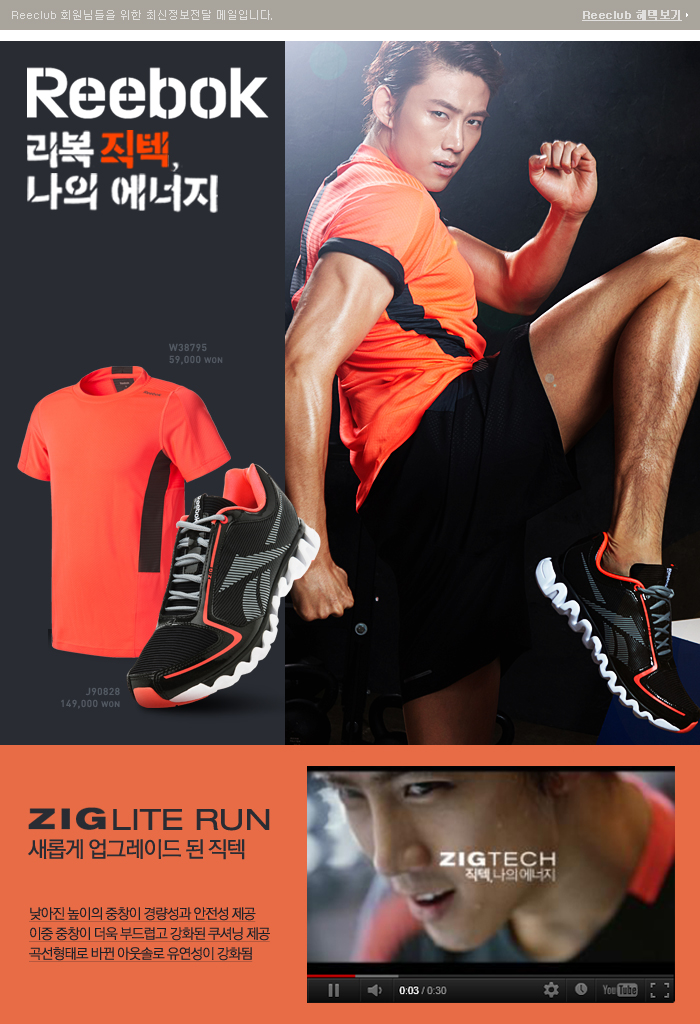 Reeclub 회원님들을 위한 최신정보전달 메일입니다.
Reeclub 혜택보기
Reebok
리복 직텍,
나의 에너지
W38795
59,000 WON
J90828
149,000 WON
ZIGLITE RUN
새롭게 업그레이드 된 직텍
낮아진 높이의 중창이 경량성과 안전성 제공
이중 중창이 더욱 부드럽고 강화된 쿠셔닝 제공
곡선형태로 바뀐 아웃솔로 유연성이 강화됨
ZIGTECH
직텍, 나의 에너지
0:03 / 0:30
YouTube